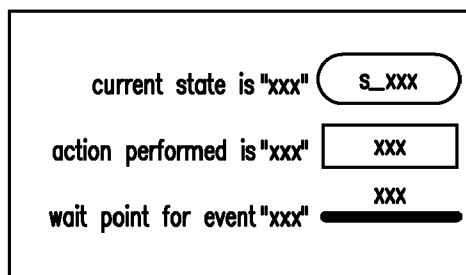 current state is "xxx" s_xxx
action performed is "xxx" xxx
xxx
wait point for event "xxx"